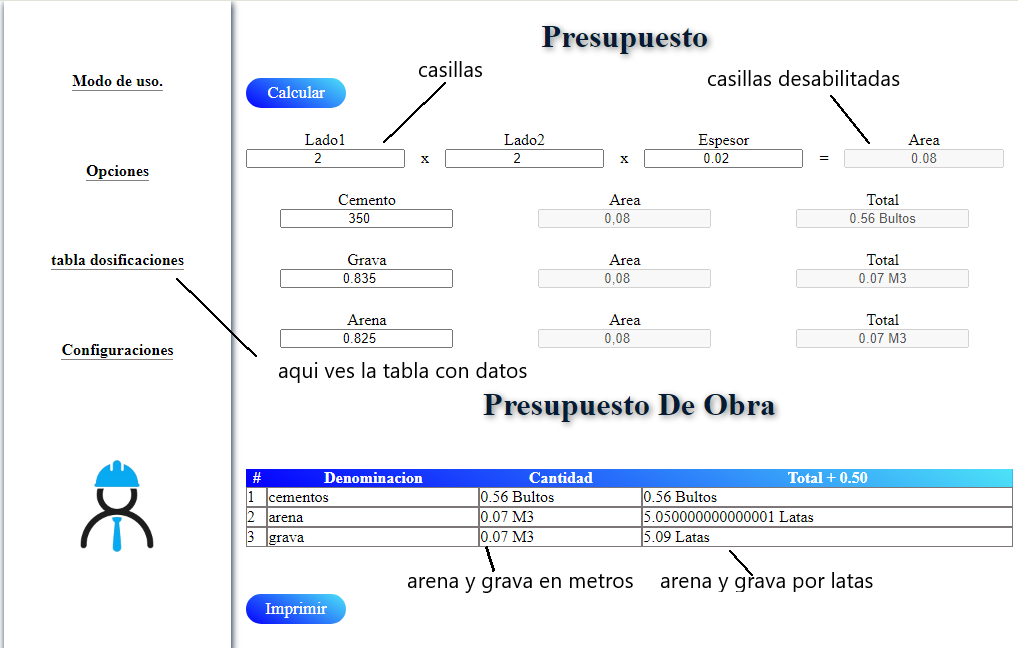 Modo de uso.
Opciones
tabla dosificaciones
Configuraciones
Presupuesto
casillas
casillas desabilitadas
Calcular
Lado1 Lado2 Espesor Area
2 x 2 x 0.02 = 0.08
Cemento Area Total
350 0,08 0.56 Bultos
Grava Area Total
0.835 0,08 0.07 M3
Arena Area Total
0.825 0,08 0.07 M3
aqui ves la tabla con datos
Presupuesto De Obra
# Denominacion Cantidad Total + 0.50
1 cementos 0.56 Bultos 0.56 Bultos
2 arena 0.07 M3 5.050000000000001 Latas
3 grava 0.07 M3 5.09 Latas
arena y grava en metros arena y grava por latas
Imprimir